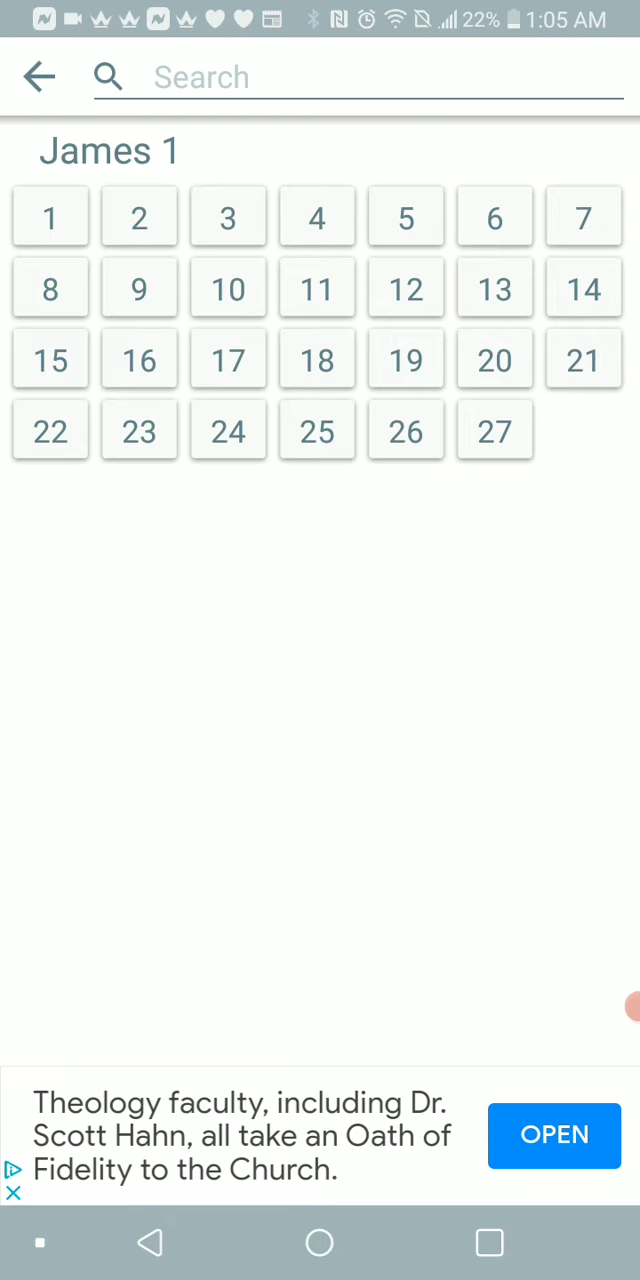 22% 1:05 AM
Search
James 1
1 2 3 4 5 6 7
8 9 10 11 12 13 14
15 16 17 18 19 20 21
22 23 24 25 26 27
Theology faculty, including Dr.
Scott Hahn, all take an Oath of
Fidelity to the Church.
OPEN